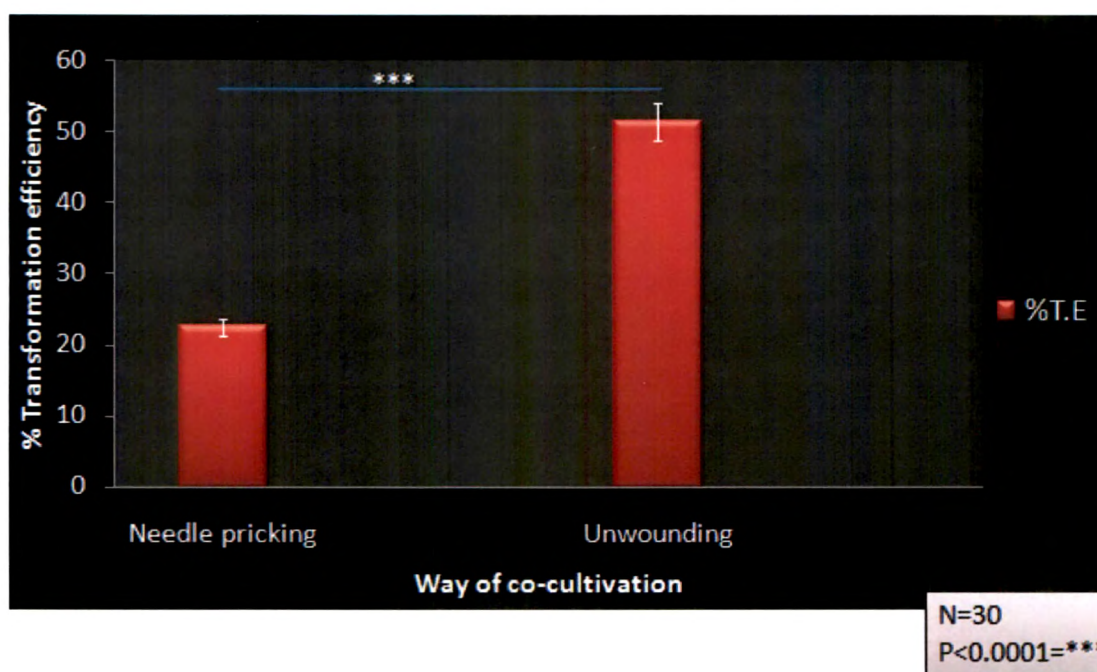 60
50
40
30
20
10
0
% Transformation efficiency
***
%T.E
Needle pricking
Unwounding
Way of co-cultivation
N=30
P<0.0001=***